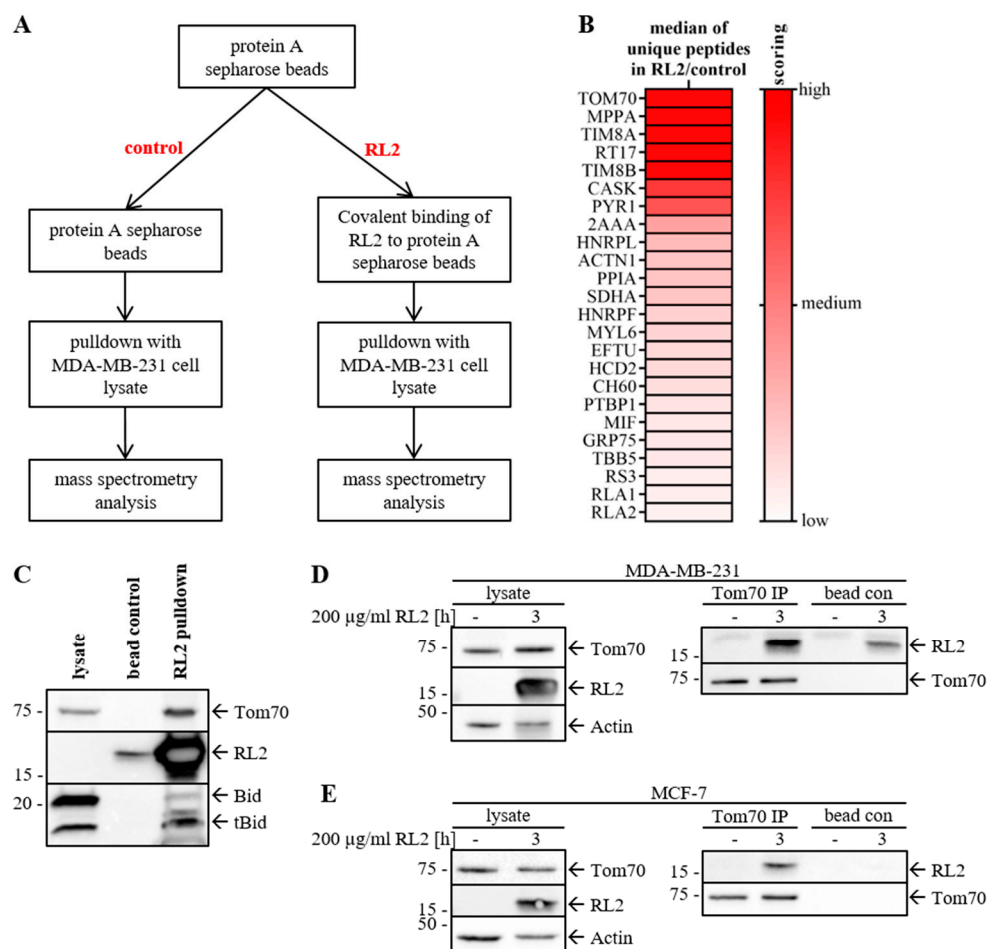 A
protein A
sepharose beads
control
RL2
protein A sepharose
beads
Covalent binding of
RL2 to protein A
sepharose beads
pulldown with
MDA-MB-231 cell
lysate
pulldown with
MDA-MB-231 cell
lysate
mass spectrometry
analysis
mass spectrometry
analysis
B
median of
unique peptides
in RL2/control
scoring
TOM70
MPPA
TIM8A
RT17
TIM8B
CASK
PYR1
2AAA
HNRPL
ACTN1
PPIA
SDHA
HNRPF
MYL6
EFTU
HCD2
CH60
PTBP1
MIF
GRP75
TBB5
RS3
RLA1
RLA2
high
medium
low
C
lysate
bead control
RL2 pulldown
75 - ← Tom70
← RL2
15 -
20 - ← Bid
← tBid
D
MDA-MB-231
lysate
200 µg/ml RL2 [h] - 3
75 - ← Tom70
15 - ← RL2
50 -
← Actin
Tom70 IP bead con
- 3 - 3
← RL2
15 -
75 - ← Tom70
E
MCF-7
lysate
200 µg/ml RL2 [h] - 3
75 - ← Tom70
15 - ← RL2
50 -
← Actin
Tom70 IP bead con
- 3 - 3
15 - ← RL2
75 - ← Tom70